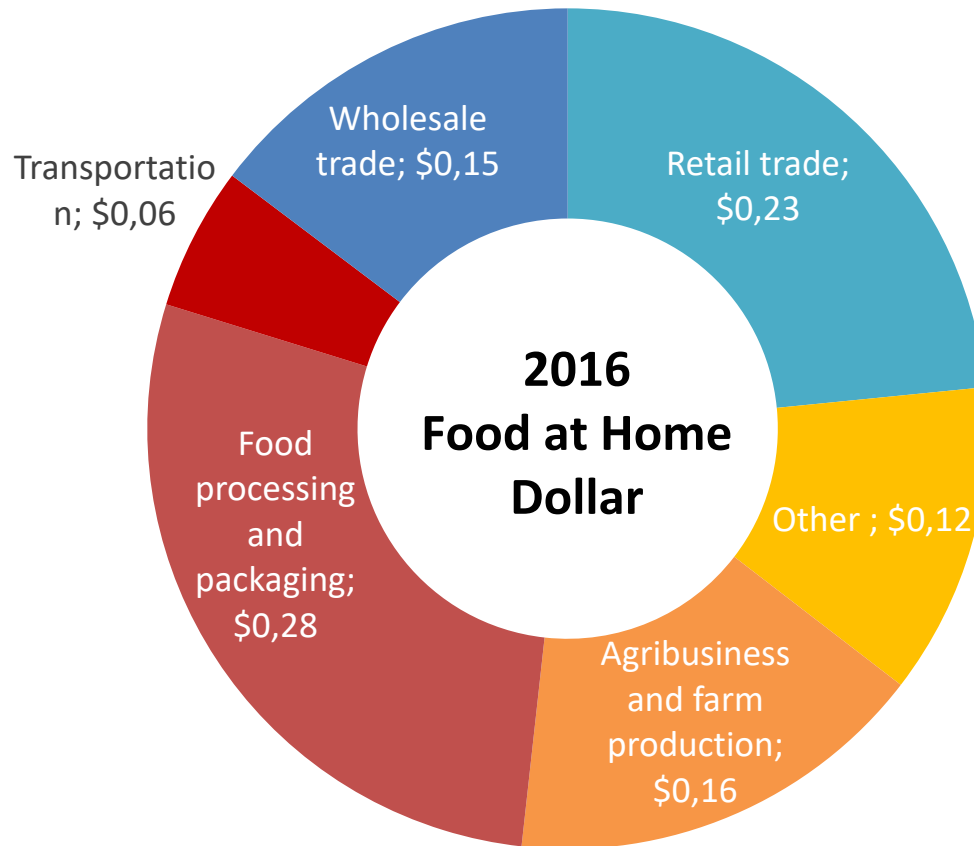 Wholesale
trade; $0,15
Retail trade;
$0,23
Transportatio
n; $0,06
2016
Food at Home
Dollar
Food
processing
and
packaging;
$0,28
Other ; $0,12
Agribusiness
and farm
production;
$0,16